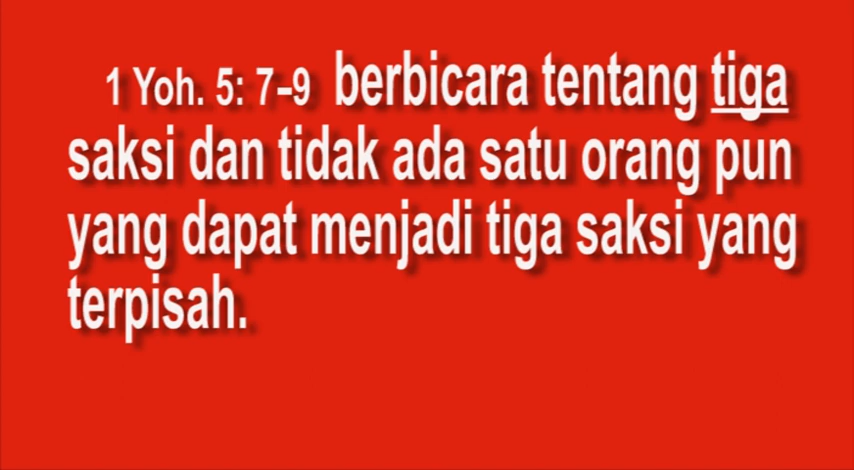 1 Yoh. 5: 7-9 berbicara tentang tiga
saksi dan tidak ada satu orang pun
yang dapat menjadi tiga saksi yang
terpisah.